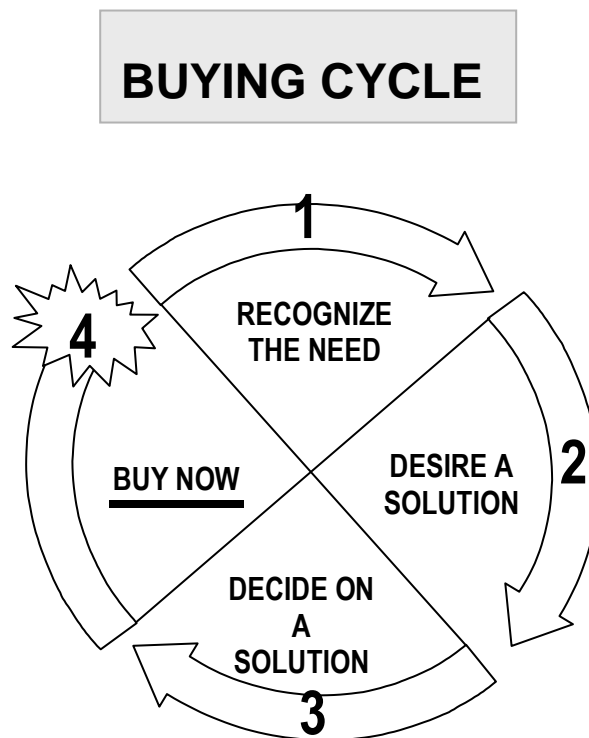 BUYING CYCLE
1
RECOGNIZE
THE NEED
2
DESIRE A
SOLUTION
3
DECIDE ON
A
SOLUTION
4
BUY NOW